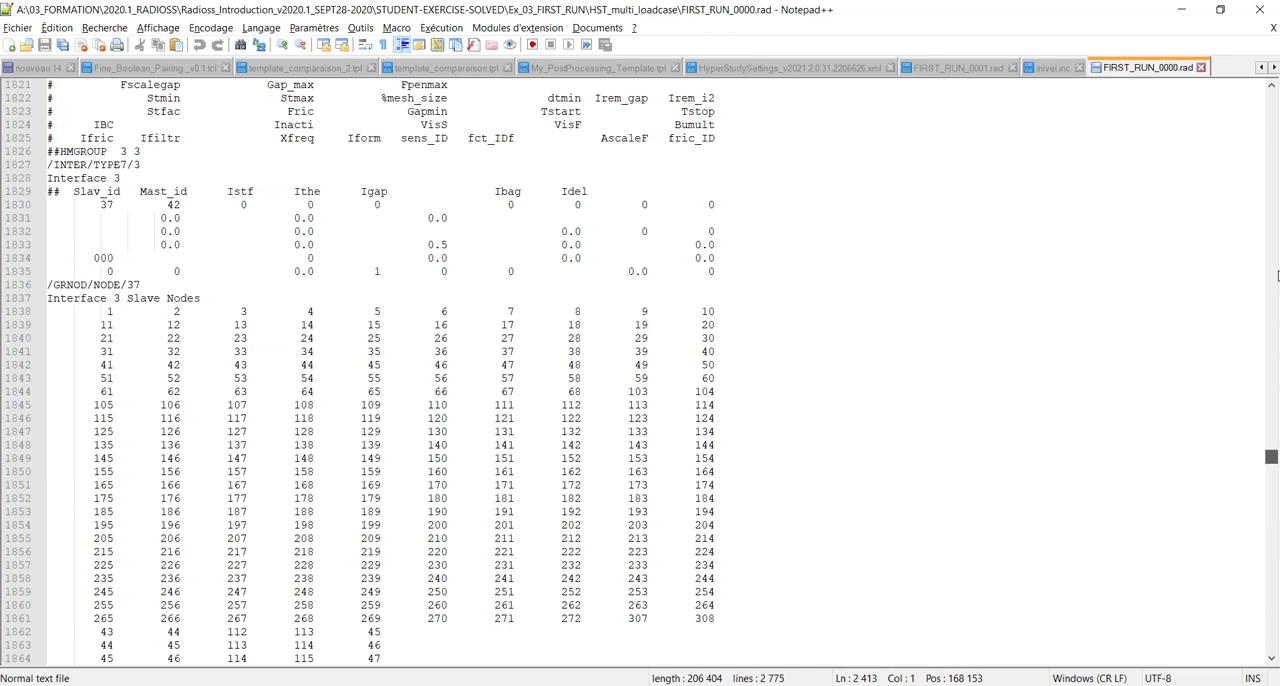 A:\03_FORMATION\2020.1_RADIOSS\Radioss_Introduction_v2020.1_SEPT28-2020\STUDENT-EXERCISE-SOLVED\Ex_03_FIRST_RUN\HST_multi_loadcase\FIRST_RUN_0000.rad - Notepad++
Fichier Édition Recherche Affichage Encodage Langage Paramètres Outils Macro Exécution Modules d'extension Documents ? X
nouveau 14 Fine_Boolean_Pairing_v0.1.tcl template_comparaison_2.tpl template_comparaison.tpl My_PostProcessing_Template.tpl HyperStudySettings_v2021.2.0.31.2206626.xml FIRST_RUN_0001.rad inivel.inc FIRST_RUN_0000.rad
1821 # Fscalegap Gap_max Fpenmax
1822 # Stmin Stmax %mesh_size dtmin Irem_gap Irem_i2
1823 # Stfac Fric Gapmin Tstart Tstop
1824 # IBC Inacti VisS VisF Bumult
1825 # Ifric Ifiltr Xfreq Iform sens_ID fct_IDf AscaleF fric_ID
1826 ##HMGROUP 3 3
1827 /INTER/TYPE7/3
1828 Interface 3
1829 ## Slav_id Mast_id Istf Ithe Igap Ibag Idel
1830 37 42 0 0 0 0 0 0 0
1831 0.0 0.0 0.0
1832 0.0 0.0 0.0 0 0
1833 0.0 0.0 0.5 0.0 0.0
1834 000 0 0.0 0.0 0.0
1835 0 0 0.0 1 0 0 0.0 0
1836 /GRNOD/NODE/37
1837 Interface 3 Slave Nodes
1838 1 2 3 4 5 6 7 8 9 10
1839 11 12 13 14 15 16 17 18 19 20
1840 21 22 23 24 25 26 27 28 29 30
1841 31 32 33 34 35 36 37 38 39 40
1842 41 42 43 44 45 46 47 48 49 50
1843 51 52 53 54 55 56 57 58 59 60
1844 61 62 63 64 65 66 67 68 103 104
1845 105 106 107 108 109 110 111 112 113 114
1846 115 116 117 118 119 120 121 122 123 124
1847 125 126 127 128 129 130 131 132 133 134
1848 135 136 137 138 139 140 141 142 143 144
1849 145 146 147 148 149 150 151 152 153 154
1850 155 156 157 158 159 160 161 162 163 164
1851 165 166 167 168 169 170 171 172 173 174
1852 175 176 177 178 179 180 181 182 183 184
1853 185 186 187 188 189 190 191 192 193 194
1854 195 196 197 198 199 200 201 202 203 204
1855 205 206 207 208 209 210 211 212 213 214
1856 215 216 217 218 219 220 221 222 223 224
1857 225 226 227 228 229 230 231 232 233 234
1858 235 236 237 238 239 240 241 242 243 244
1859 245 246 247 248 249 250 251 252 253 254
1860 255 256 257 258 259 260 261 262 263 264
1861 265 266 267 268 269 270 271 272 307 308
1862 43 44 112 113 45
1863 44 45 113 114 46
1864 45 46 114 115 47
Normal text file length : 206 404 lines : 2 775 Ln : 2 413 Col : 1 Pos : 168 153 Windows (CR LF) UTF-8 INS